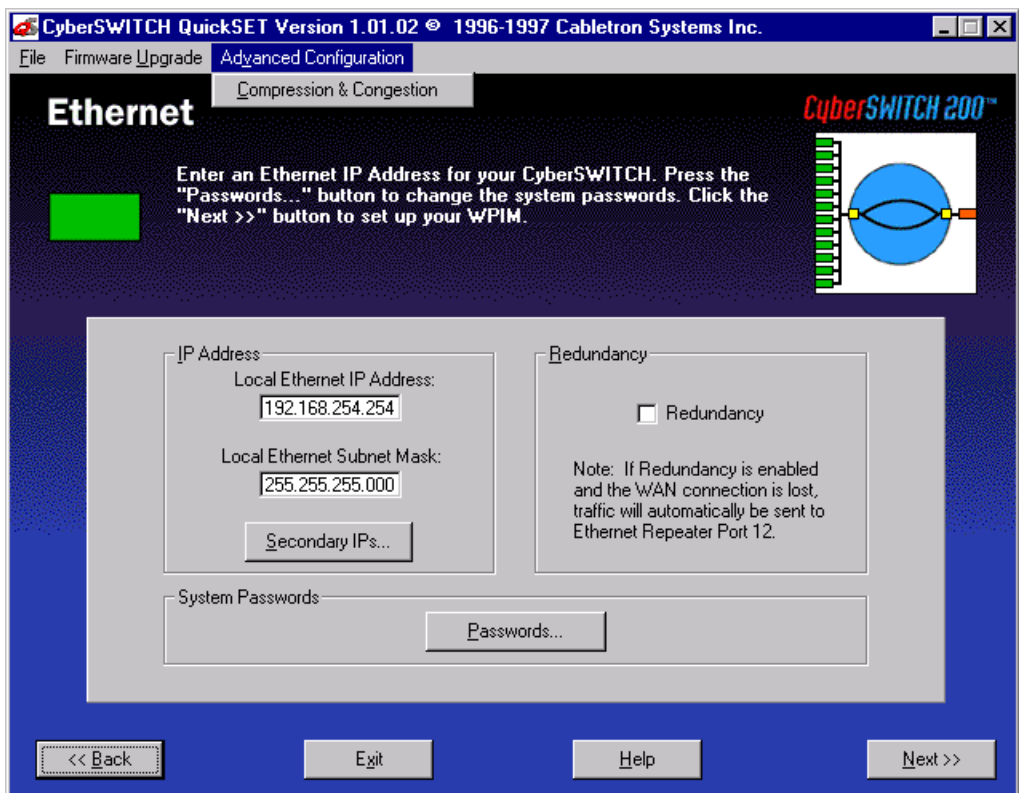 CyberSWITCH QuickSET Version 1.01.02 © 1996-1997 Cabletron Systems Inc.
File Firmware Upgrade Advanced Configuration
Compression & Congestion
Ethernet
CyberSWITCH 200™
Enter an Ethernet IP Address for your CyberSWITCH. Press the
"Passwords..." button to change the system passwords. Click the
"Next >>" button to set up your WPIM.
IP Address
Local Ethernet IP Address:
192.168.254.254
Local Ethernet Subnet Mask:
255.255.255.000
Secondary IPs...
Redundancy
Redundancy
Note: If Redundancy is enabled
and the WAN connection is lost,
traffic will automatically be sent to
Ethernet Repeater Port 12.
System Passwords
Passwords...
<< Back
Exit
Help
Next >>